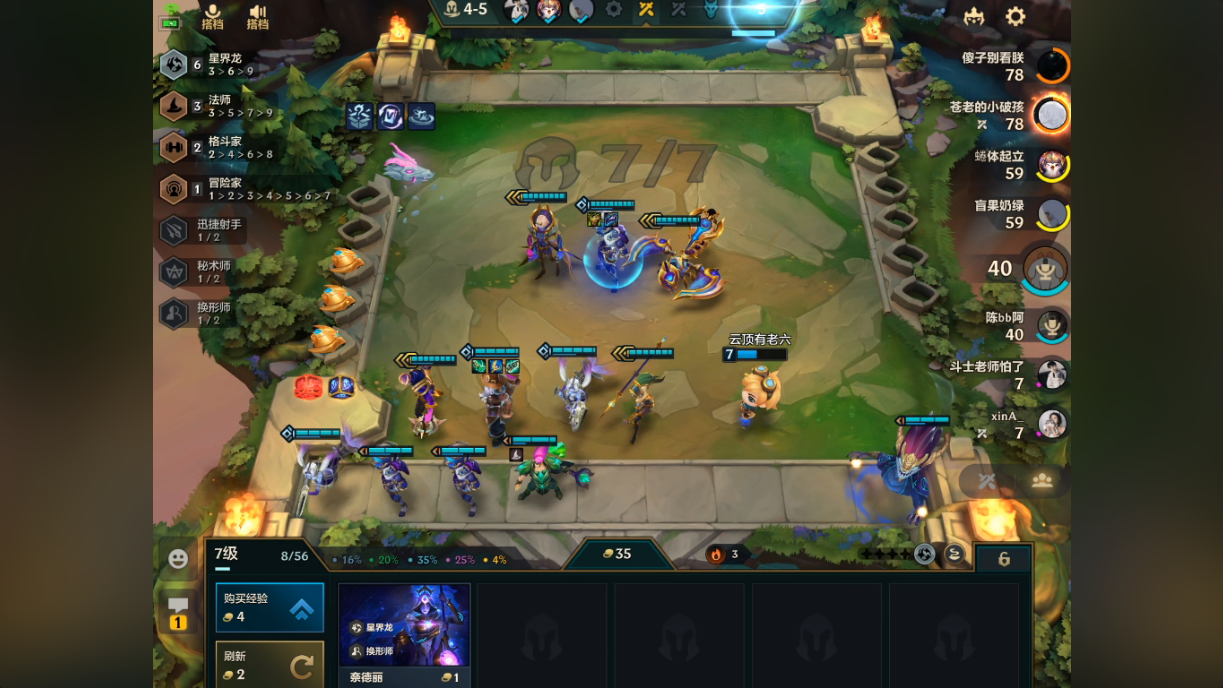 搭档
搭档
4-5
3
6
星界龙
3 > 6 > 9
3
法师
3 > 5 > 7 > 9
2
格斗家
2 > 4 > 6 > 8
1
冒险家
1 > 2 > 3 > 4 > 5 > 6 > 7
迅捷射手
1 / 2
秘术师
1 / 2
换形师
1 / 2
7/7
傻子别看朕
78
苍老的小破孩
78
蜷体起立
59
盲果奶绿
59
40
陈bb阿
40
斗士老师怕了
7
xinA
7
云顶有老六
7
7级
8/56
16%
20%
35%
25%
4%
35
3
购买经验
4
刷新
2
1
星界龙
换形师
奈德丽
1